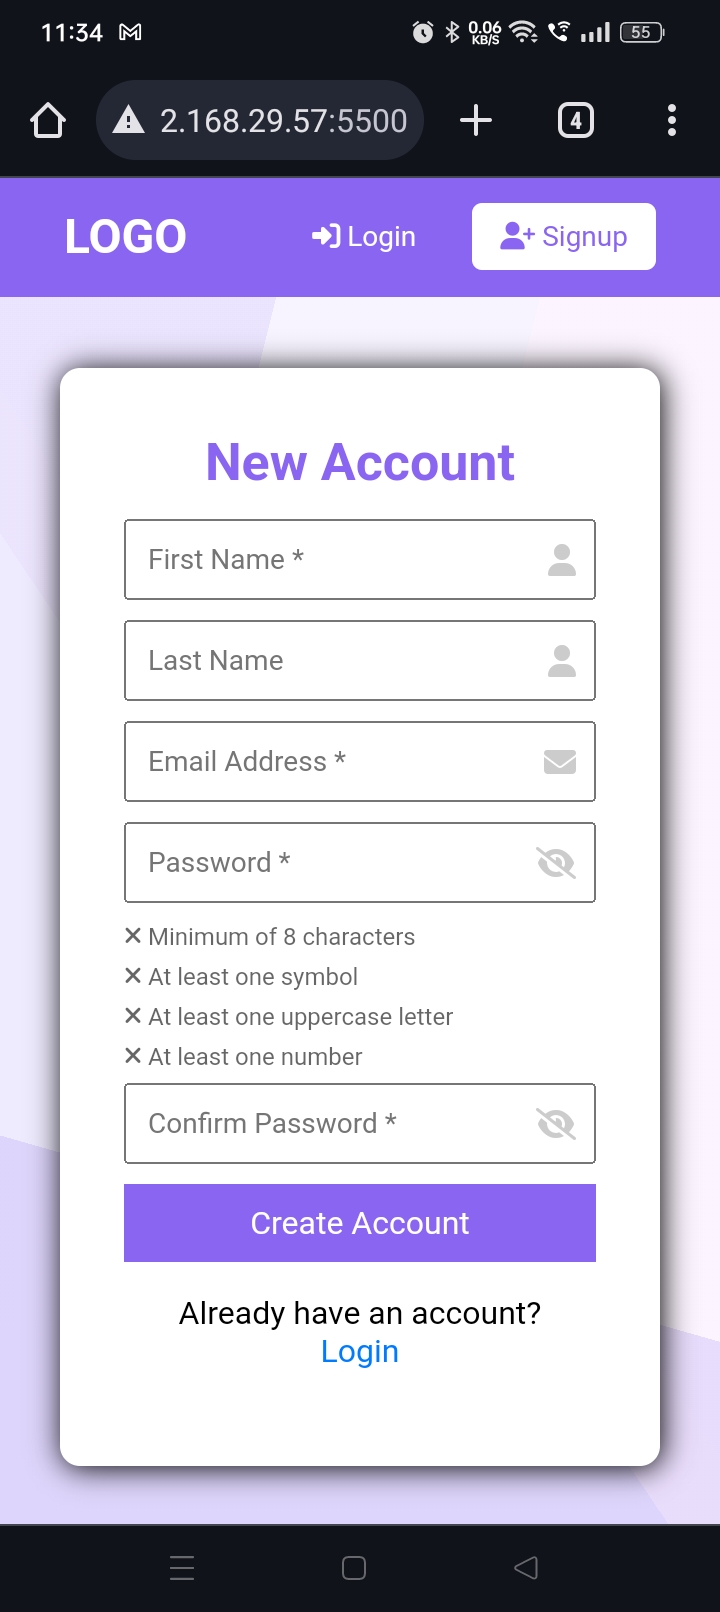 11:34 0.06 KB/S 55
2.168.29.57:5500 4
LOGO Login Signup
New Account
First Name *
Last Name
Email Address *
Password *
Minimum of 8 characters
At least one symbol
At least one uppercase letter
At least one number
Confirm Password *
Create Account
Already have an account?
Login